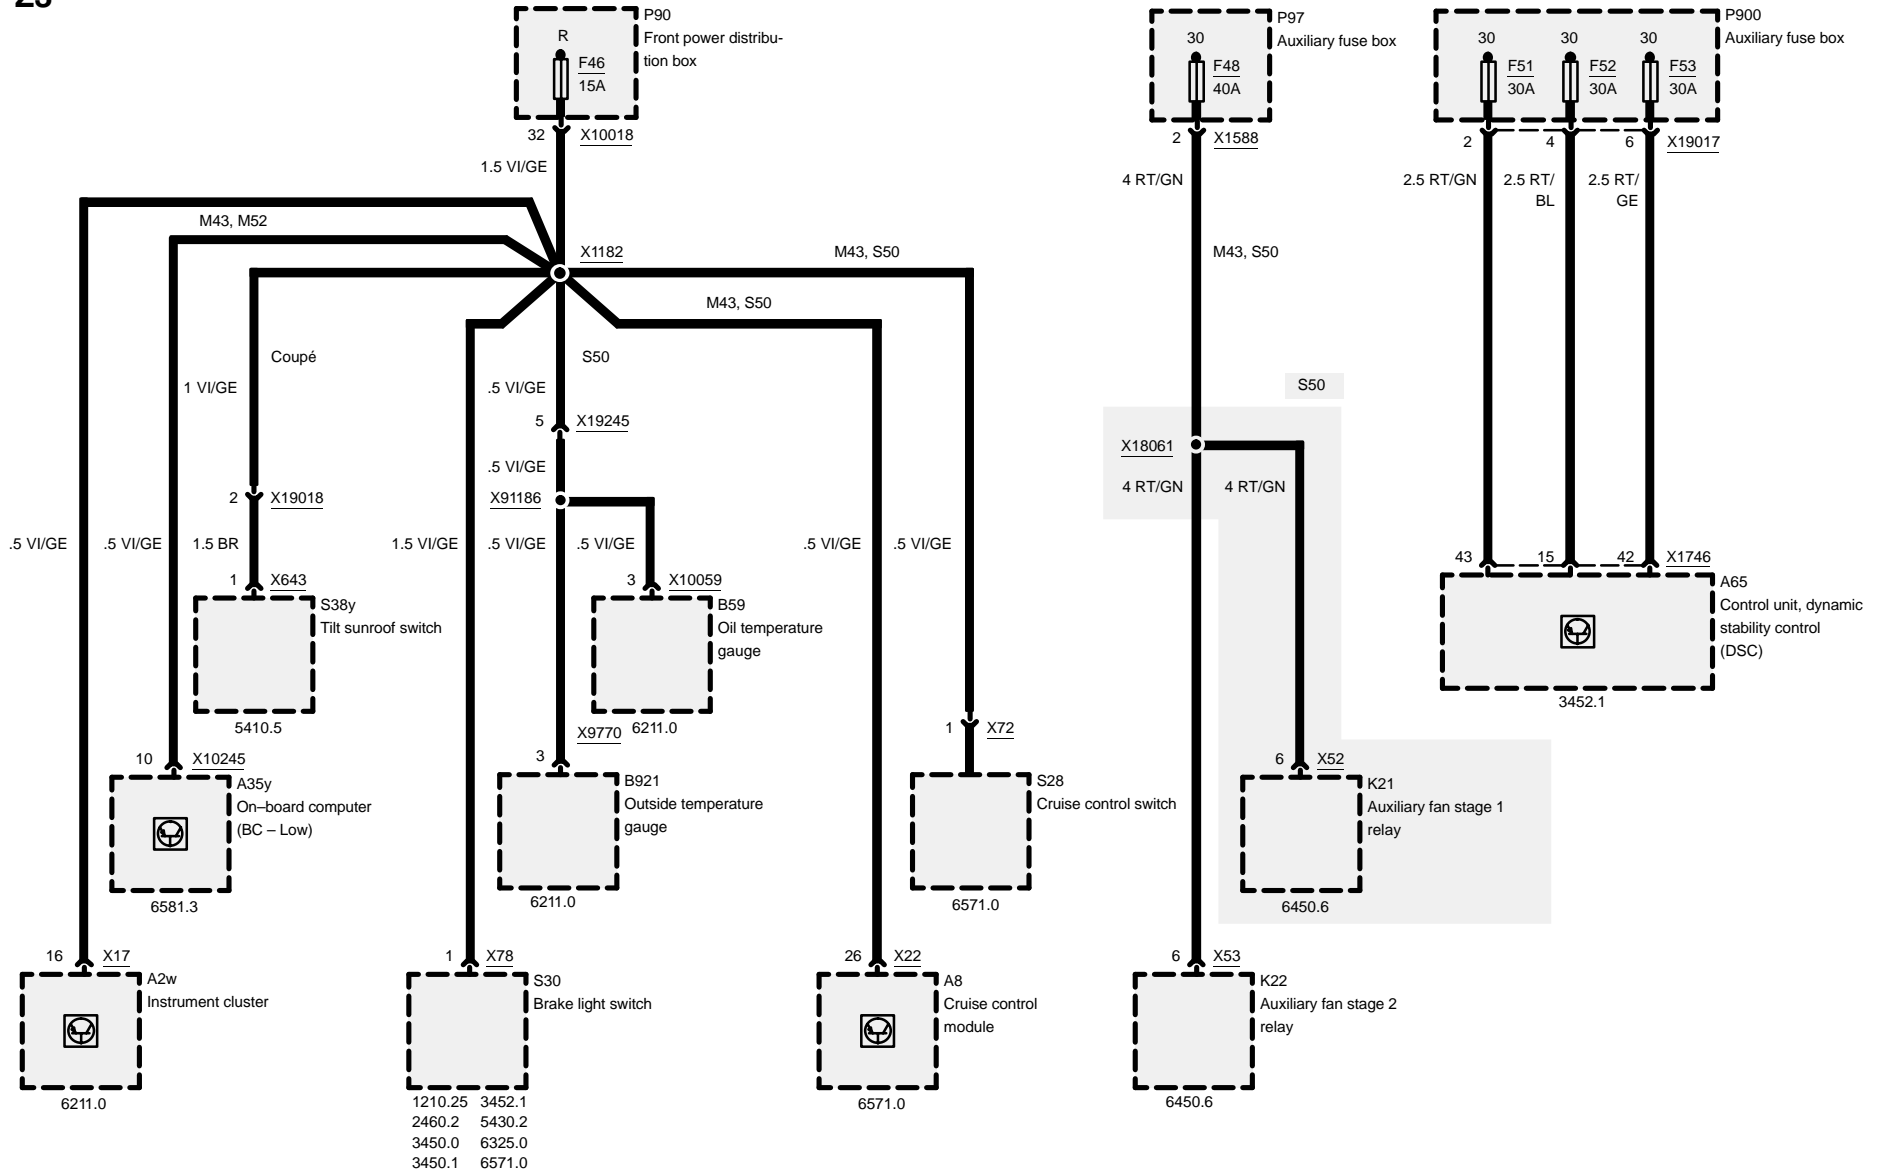 Z3
P90
Front power distribu-
tion box
R
F46
15A
32 X10018
1.5 VI/GE
P97
Auxiliary fuse box
30
F48
40A
2 X1588
4 RT/GN
P900
Auxiliary fuse box
30 30 30
F51 F52 F53
30A 30A 30A
2 4 6 X19017
2.5 RT/GN 2.5 RT/ 2.5 RT/
BL GE
M43, M52
X1182
M43, S50
M43, S50
M43, S50
Coupé
S50
1 VI/GE
.5 VI/GE
S50
5 X19245
X18061
.5 VI/GE
4 RT/GN 4 RT/GN
2 X19018
X91186
.5 VI/GE .5 VI/GE 1.5 BR 1.5 VI/GE .5 VI/GE .5 VI/GE .5 VI/GE .5 VI/GE
43 15 42 X1746
1 X643
3 X10059
A65
Control unit, dynamic
stability control
(DSC)
3452.1
S38y
Tilt sunroof switch
5410.5
B59
Oil temperature
gauge
6211.0
X9770
3
1 X72
10 X10245
6 X52
A35y
On–board computer
(BC – Low)
6581.3
B921
Outside temperature
gauge
6211.0
S28
Cruise control switch
6571.0
K21
Auxiliary fan stage 1
relay
6450.6
16 X17
1 X78
26 X22
6 X53
A2w
Instrument cluster
6211.0
S30
Brake light switch
1210.25 3452.1
2460.2 5430.2
3450.0 6325.0
3450.1 6571.0
A8
Cruise control
module
6571.0
K22
Auxiliary fan stage 2
relay
6450.6